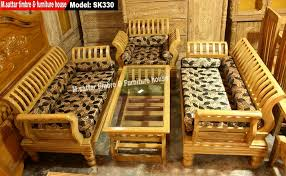 M.sattar timbre & furniture house
Model: SK330
M.sattar timbre & Furniture house